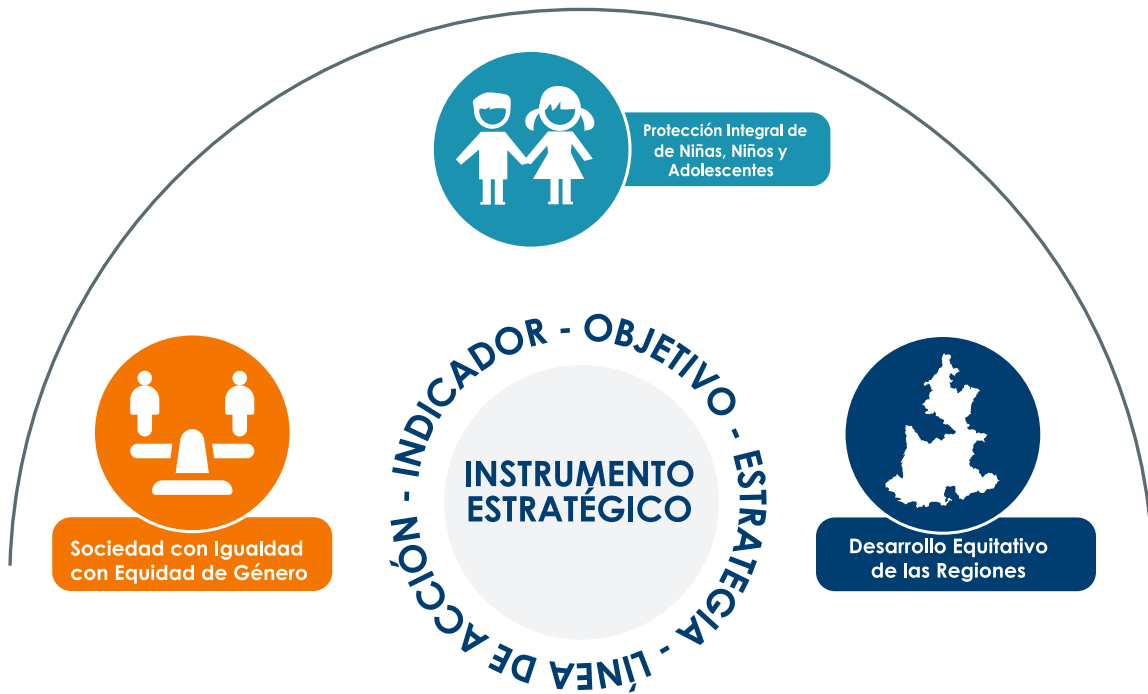 Protección Integral de
de Niñas, Niños y
Adolescentes
INDICADOR - OBJETIVO - ESTRATEGIA - LÍNEA DE ACCIÓN -
INSTRUMENTO
ESTRATÉGICO
Sociedad con Igualdad
con Equidad de Género
Desarrollo Equitativo
de las Regiones